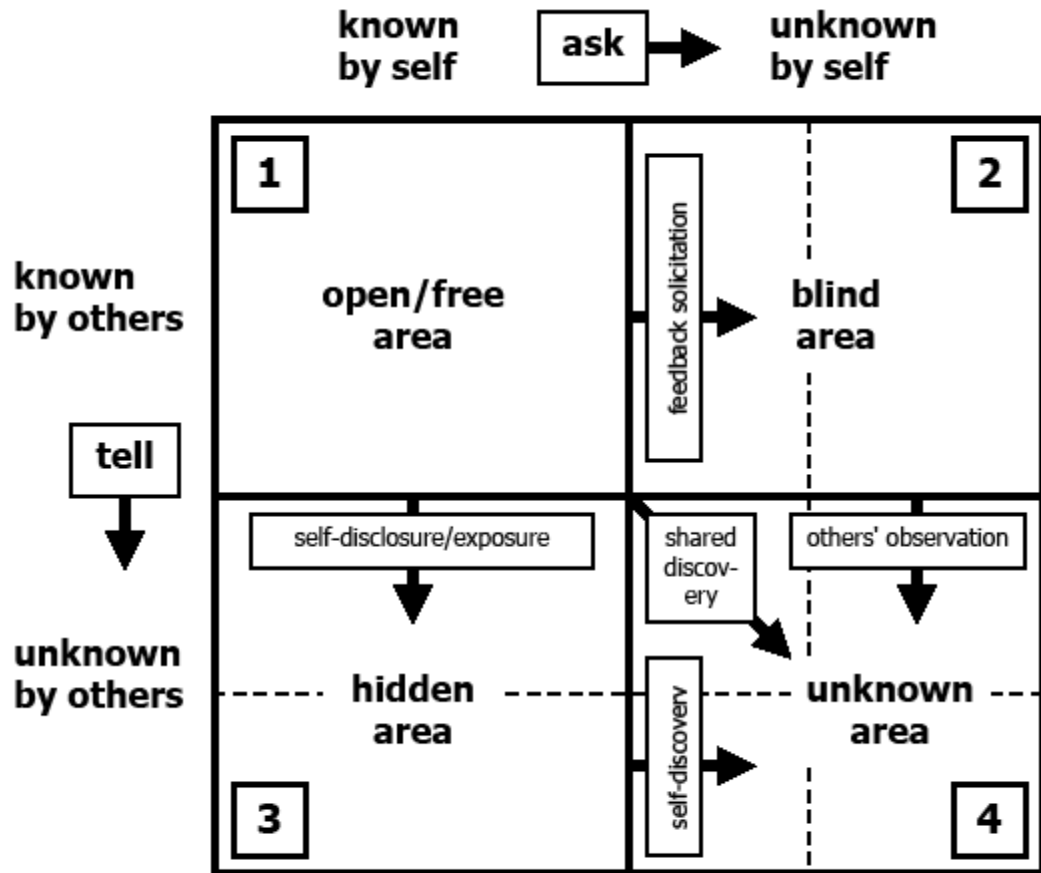 known
by self
ask
unknown
by self
1
2
known
by others
open/free
area
feedback solicitation
blind
area
tell
self-disclosure/exposure
shared
discov-
ery
others' observation
unknown
by others
hidden
area
self-discovery
unknown
area
3
4